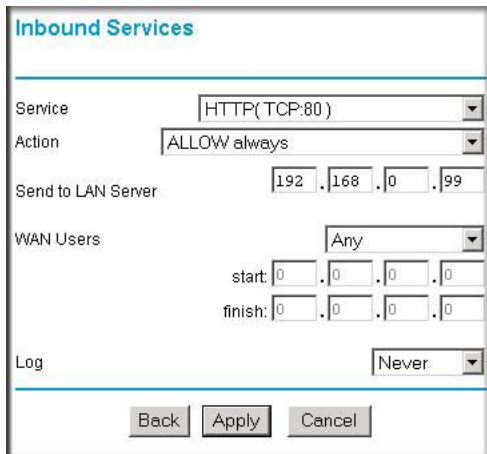 Inbound Services
Service HTTP(TCP:80)
Action ALLOW always
Send to LAN Server 192 . 168 . 0 . 99
WAN Users Any
start: 0 . 0 . 0 . 0
finish: 0 . 0 . 0 . 0
Log Never
Back Apply Cancel